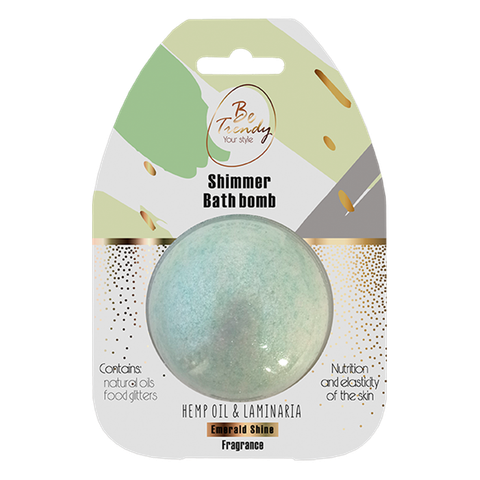 Be
Trendy
Your style
Shimmer
Bath bomb
Contains:
natural oils
food glitters
Nutrition
and elasticity
of the skin
HEMP OIL & LAMINARIA
Emerald Shine
Fragrance